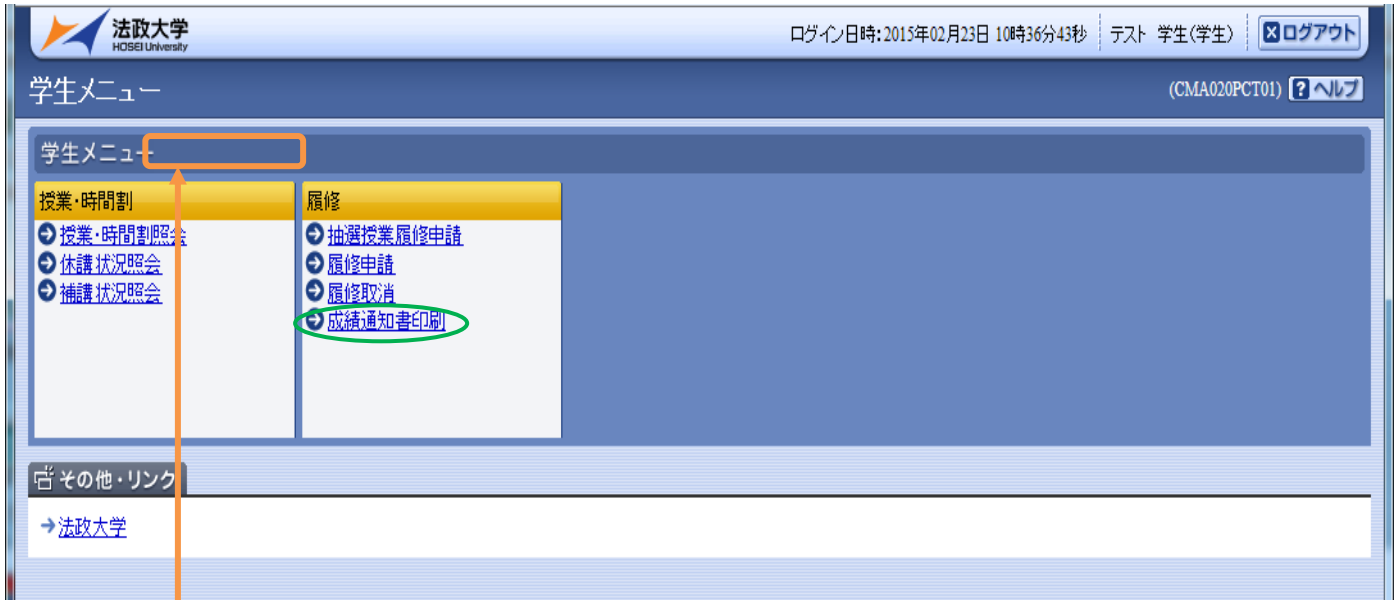 法政大学
HOSEI University
ログイン日時:2015年02月23日 10時36分43秒 テスト 学生(学生) ログアウト
学生メニュー
(CMA020PCT01) ? ヘルプ
学生メニュー
授業・時間割
授業・時間割照会
休講状況照会
補講状況照会
履修
抽選授業履修申請
履修申請
履修取消
成績通知書印刷
その他・リンク
法政大学